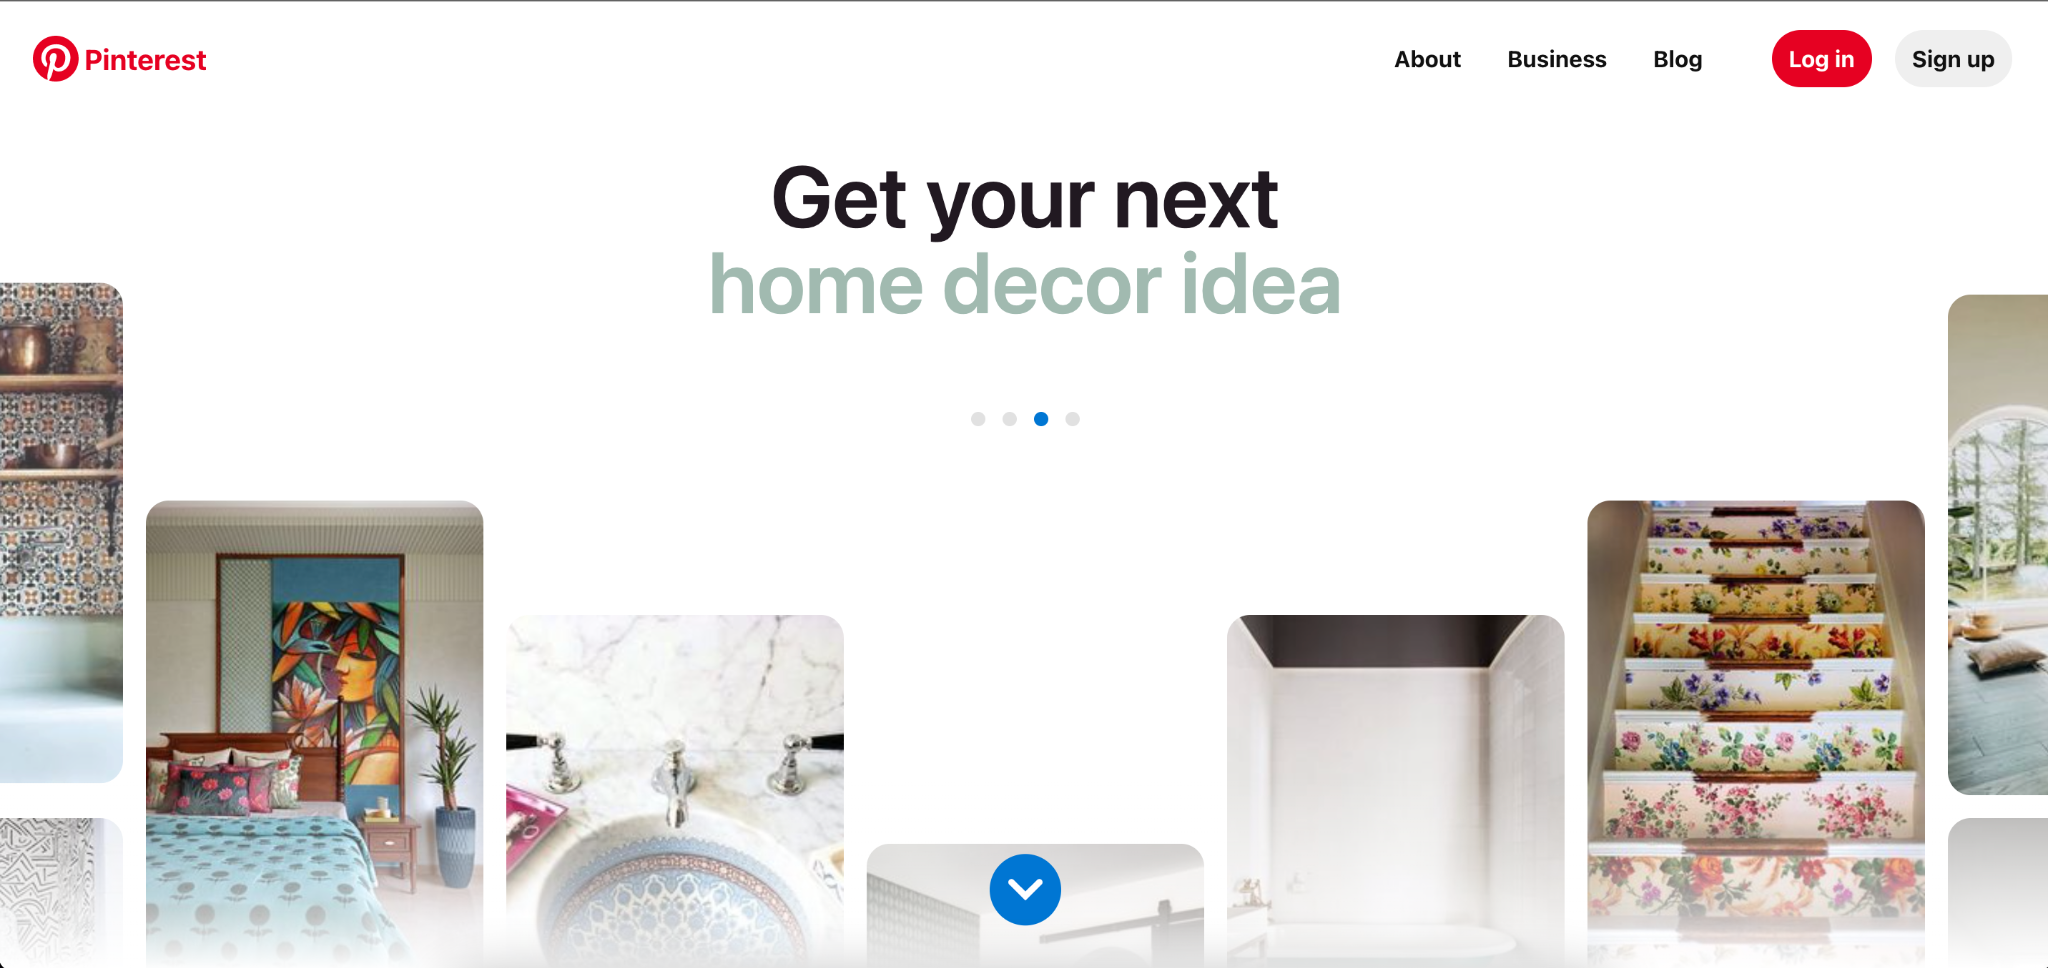 Pinterest
About Business Blog Log in Sign up
Get your next
home decor idea